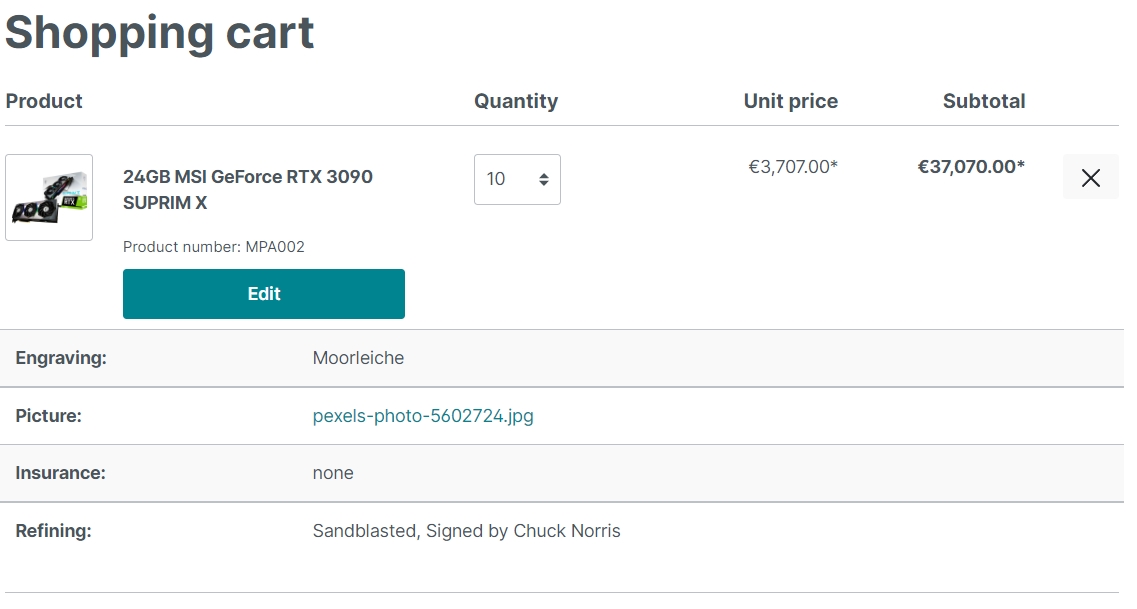 Shopping cart
Product Quantity Unit price Subtotal
24GB MSI GeForce RTX 3090
SUPRIM X
10 €3,707.00* €37,070.00*
Product number: MPA002
Edit
Engraving: Moorleiche
Picture: pexels-photo-5602724.jpg
Insurance: none
Refining: Sandblasted, Signed by Chuck Norris